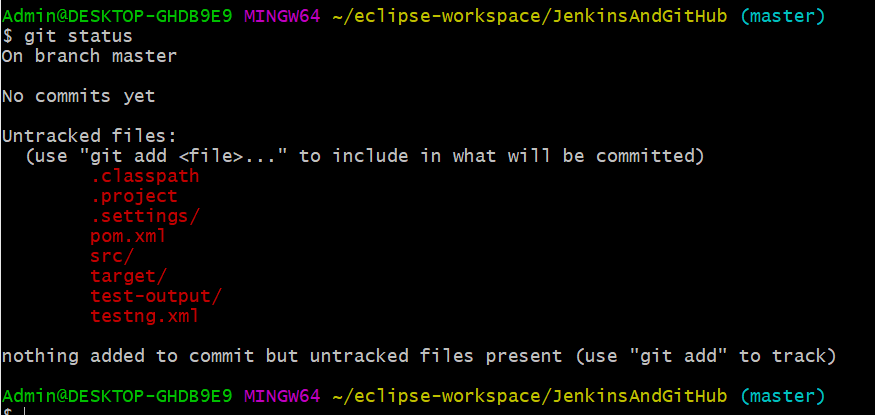 Admin@DESKTOP-GHDB9E9 MINGW64 ~/eclipse-workspace/JenkinsAndGitHub (master)
$ git status
On branch master
No commits yet
Untracked files:
(use "git add <file>..." to include in what will be committed)
.classpath
.project
.settings/
pom.xml
src/
target/
test-output/
testng.xml
nothing added to commit but untracked files present (use "git add" to track)
Admin@DESKTOP-GHDB9E9 MINGW64 ~/eclipse-workspace/JenkinsAndGitHub (master)
$